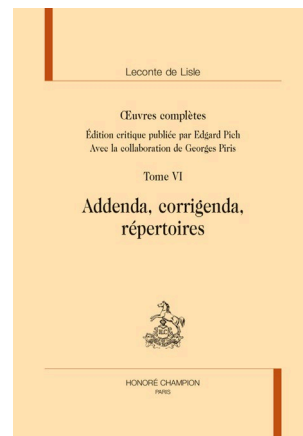 Leconte de Lisle
Œuvres complètes
Édition critique publiée par Edgard Pich
Avec la collaboration de Georges Piris
Tome VI
Addenda, corrigenda,
répertoires
HONORÉ CHAMPION
PARIS